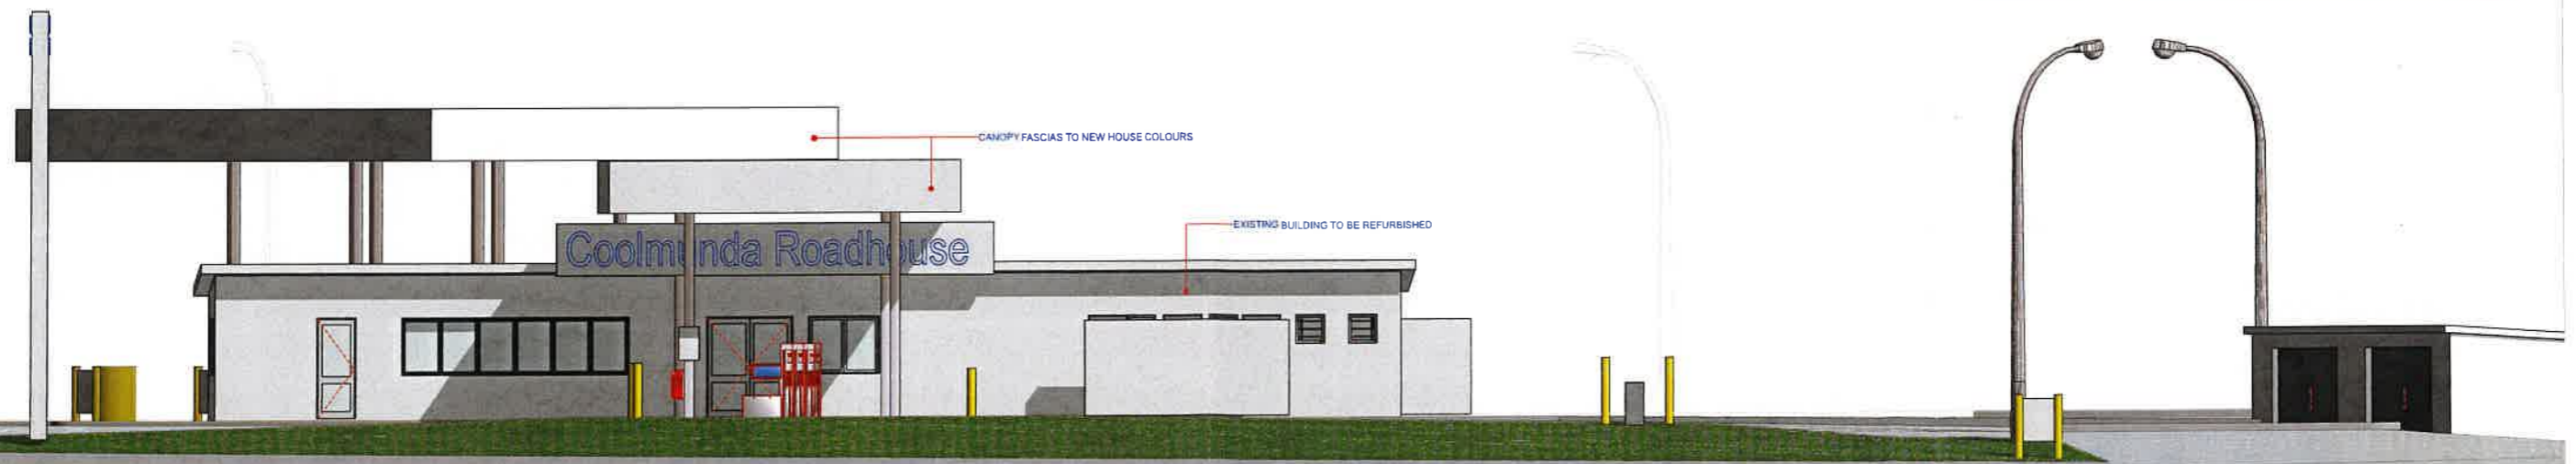 CANOPY FASCIAS TO NEW HOUSE COLOURS
EXISTING BUILDING TO BE REFURBISHED
Coolmunda Roadhouse